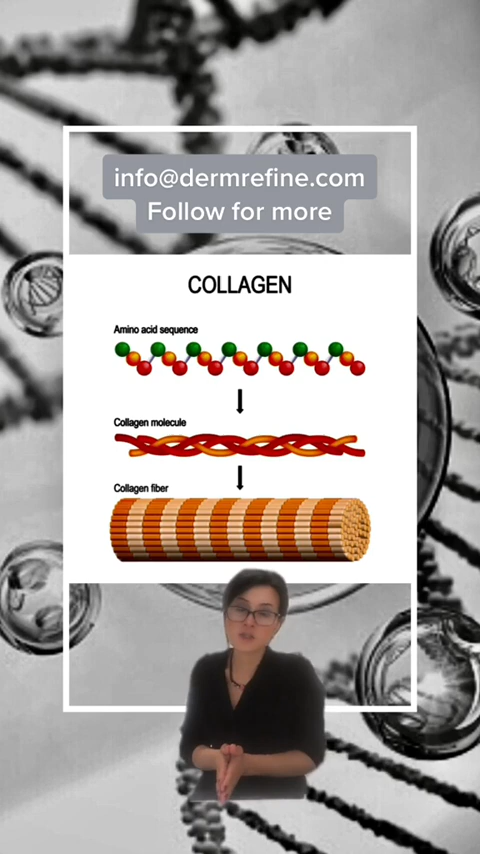 info@dermrefine.com
Follow for more
COLLAGEN
Amino acid sequence
Collagen molecule
Collagen fiber